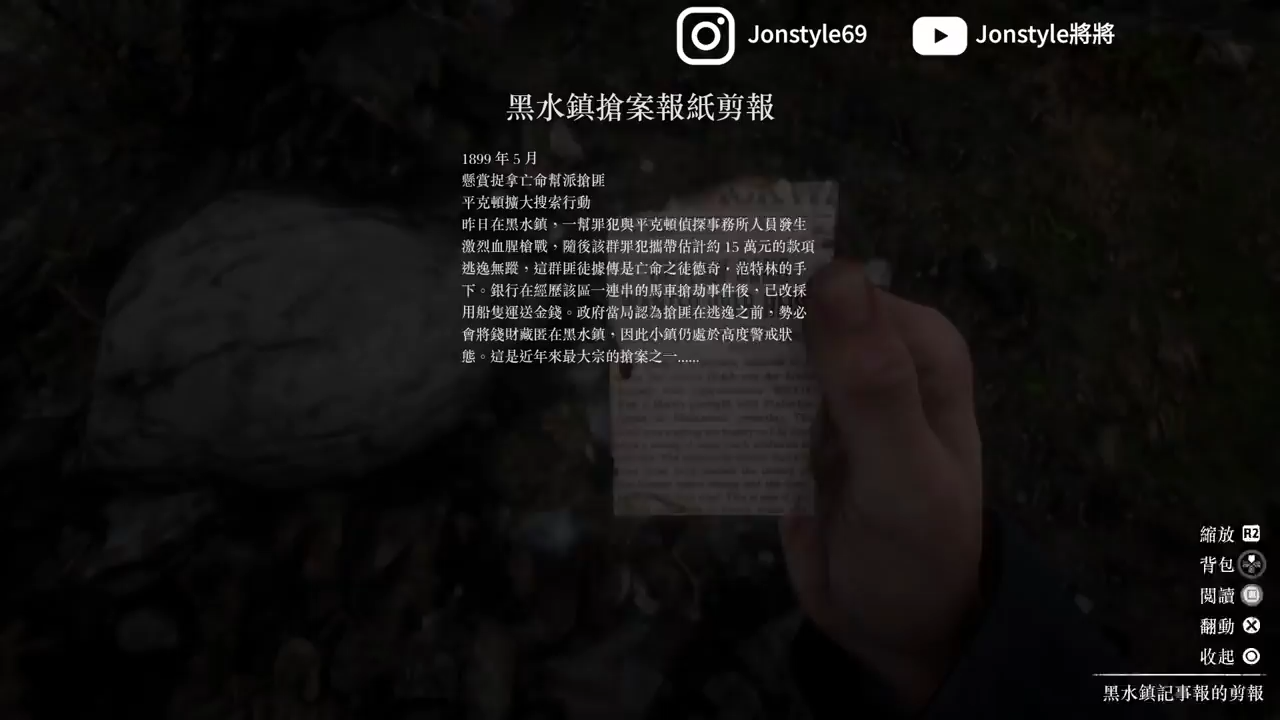 Jonstyle69
Jonstyle將將
黑水鎮搶案報紙剪報
1899 年 5 月
懸賞捉拿亡命幫派搶匪
平克頓擴大搜索行動
昨日在黑水鎮，一幫罪犯與平克頓偵探事務所人員發生
激烈血腥槍戰，隨後該群罪犯攜帶估計約 15 萬元的款項
逃逸無蹤，這群匪徒據傳是亡命之徒德奇·范特林的手
下。銀行在經歷該區一連串的馬車搶劫事件後，已改採
用船隻運送金錢。政府當局認為搶匪在逃逸之前，勢必
會將錢財藏匿在黑水鎮，因此小鎮仍處於高度警戒狀
態。這是近年來最大宗的搶案之一......
縮放 R2
背包
閱讀
翻動
收起
黑水鎮記事報的剪報